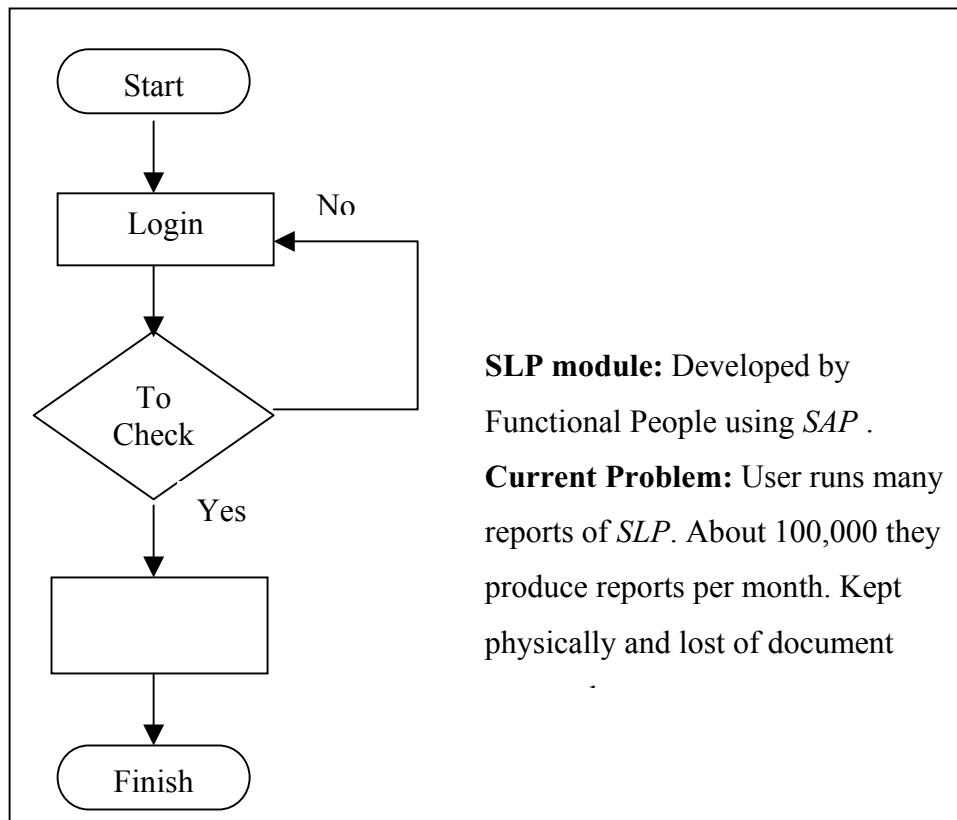 Start
No
Login
To
Check
Yes
Finish
SLP module: Developed by
Functional People using SAP .
Current Problem: User runs many
reports of SLP. About 100,000 they
produce reports per month. Kept
physically and lost of document